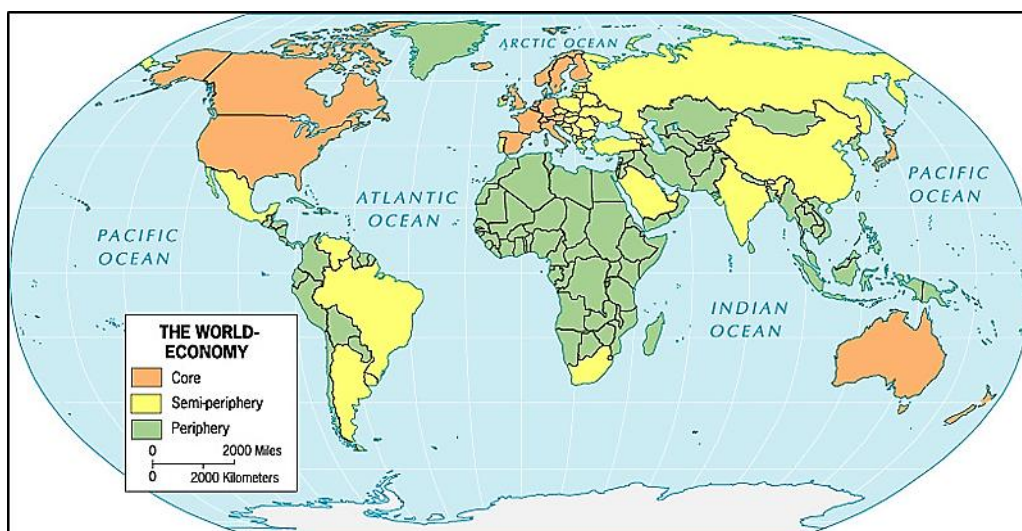 ARCTIC OCEAN
ATLANTIC
OCEAN
PACIFIC
OCEAN
PACIFIC
OCEAN
INDIAN
OCEAN
THE WORLD-
ECONOMY
Core
Semi-periphery
Periphery
0 2000 Miles
0 2000 Kilometers